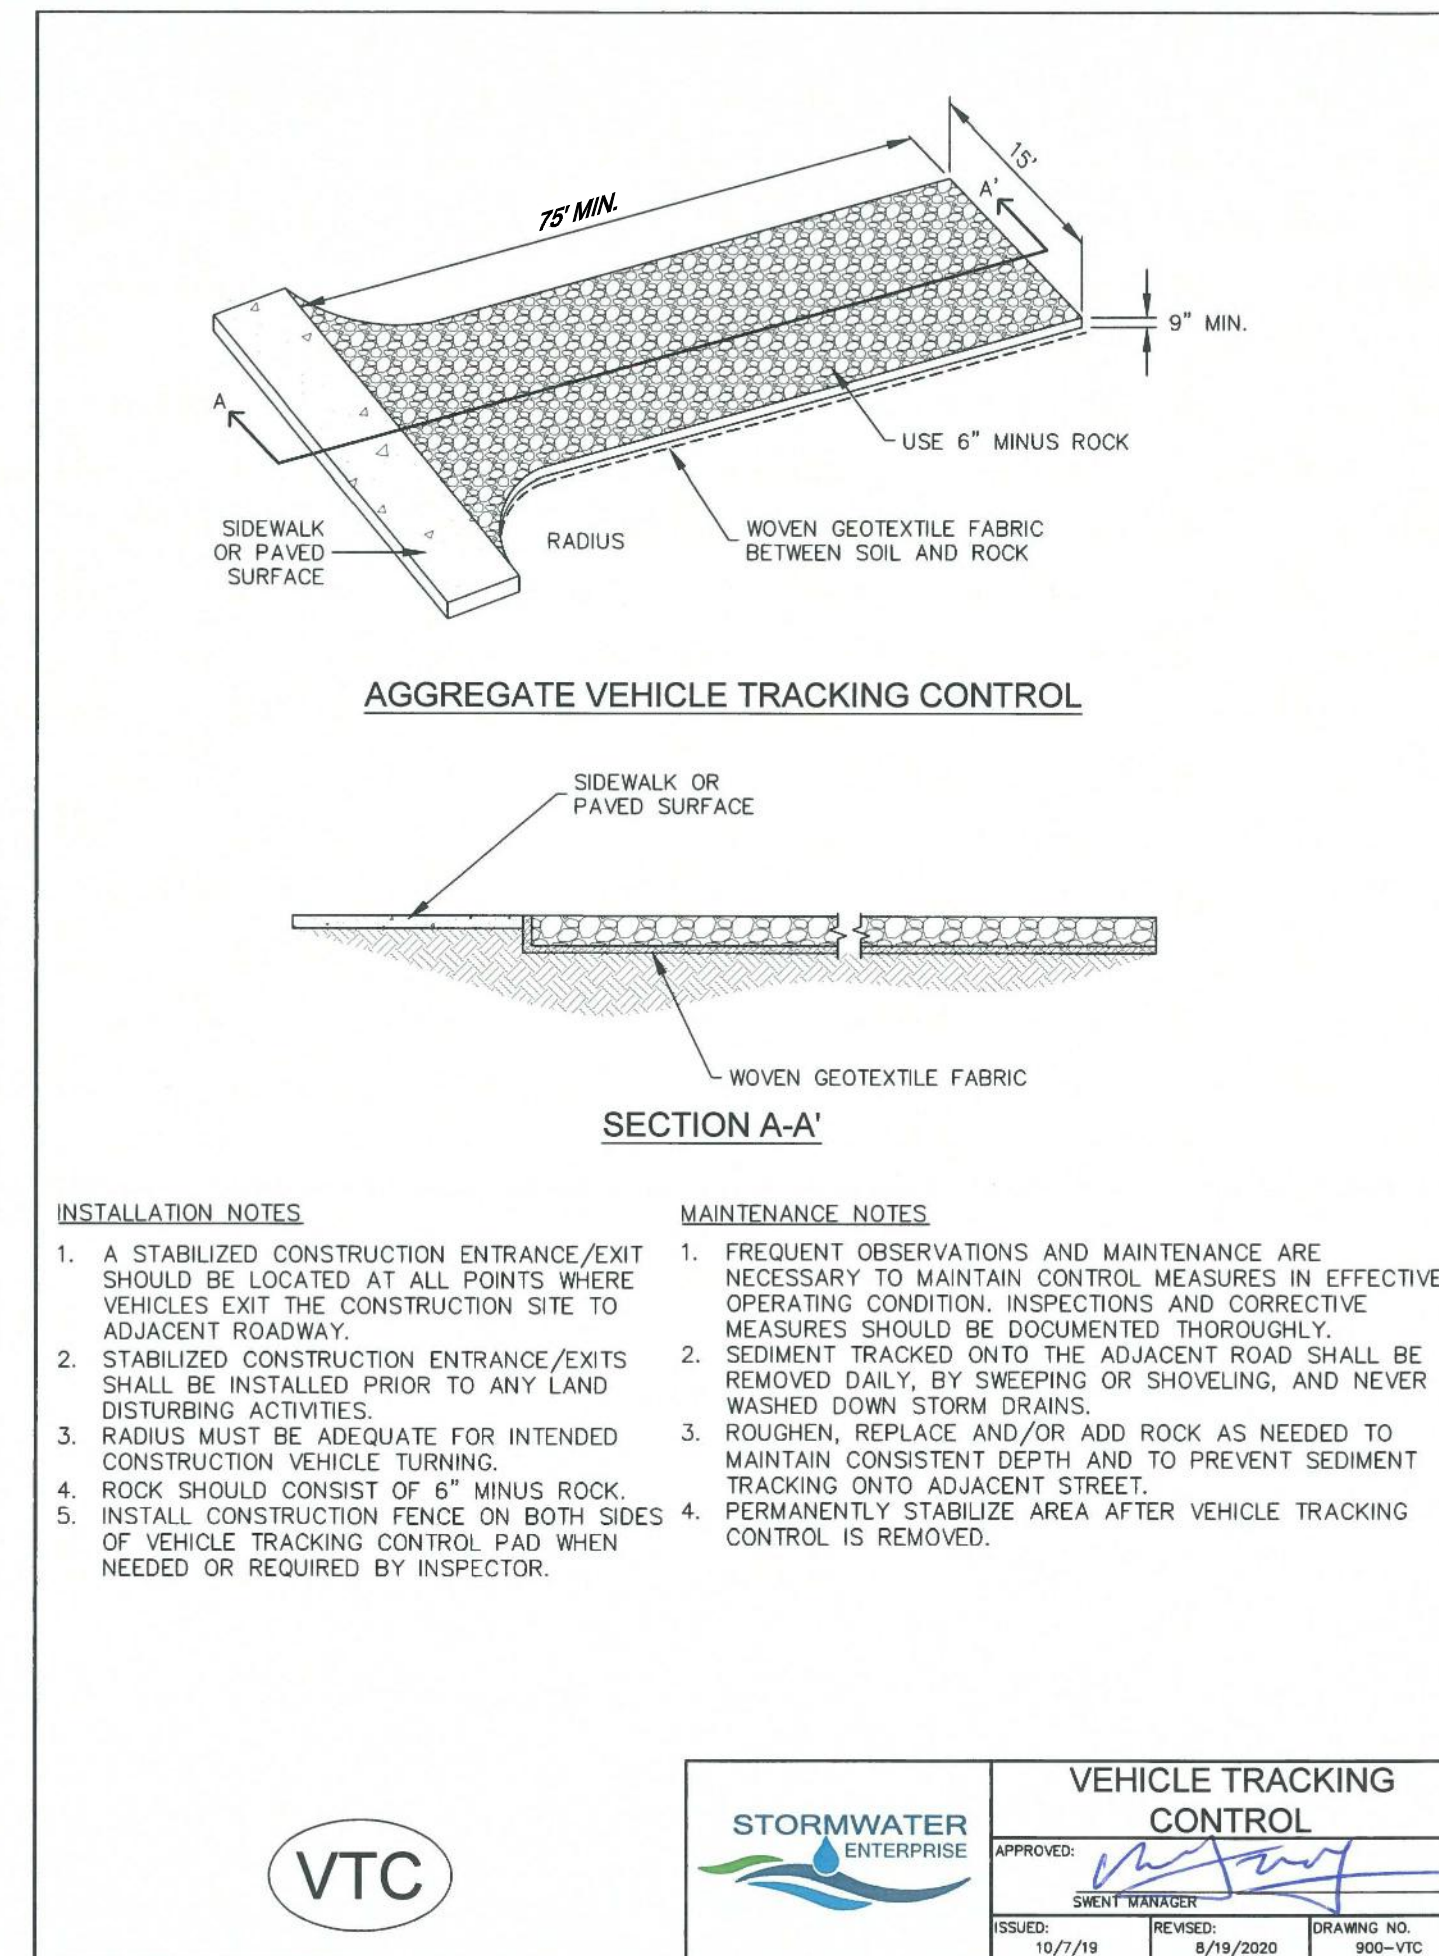 75' MIN.
15'
A'
9" MIN.
A
USE 6" MINUS ROCK
SIDEWALK
OR PAVED
SURFACE
RADIUS
WOVEN GEOTEXTILE FABRIC
BETWEEN SOIL AND ROCK
AGGREGATE VEHICLE TRACKING CONTROL
SIDEWALK OR
PAVED SURFACE
WOVEN GEOTEXTILE FABRIC
SECTION A-A'
INSTALLATION NOTES
1. A STABILIZED CONSTRUCTION ENTRANCE/EXIT
SHOULD BE LOCATED AT ALL POINTS WHERE
VEHICLES EXIT THE CONSTRUCTION SITE TO
ADJACENT ROADWAY.
2. STABILIZED CONSTRUCTION ENTRANCE/EXITS
SHALL BE INSTALLED PRIOR TO ANY LAND
DISTURBING ACTIVITIES.
3. RADIUS MUST BE ADEQUATE FOR INTENDED
CONSTRUCTION VEHICLE TURNING.
4. ROCK SHOULD CONSIST OF 6" MINUS ROCK.
5. INSTALL CONSTRUCTION FENCE ON BOTH SIDES
OF VEHICLE TRACKING CONTROL PAD WHEN
NEEDED OR REQUIRED BY INSPECTOR.
MAINTENANCE NOTES
1. FREQUENT OBSERVATIONS AND MAINTENANCE ARE
NECESSARY TO MAINTAIN CONTROL MEASURES IN EFFECTIVE
OPERATING CONDITION. INSPECTIONS AND CORRECTIVE
MEASURES SHOULD BE DOCUMENTED THOROUGHLY.
2. SEDIMENT TRACKED ONTO THE ADJACENT ROAD SHALL BE
REMOVED DAILY, BY SWEEPING OR SHOVELING, AND NEVER
WASHED DOWN STORM DRAINS.
3. ROUGHEN, REPLACE AND/OR ADD ROCK AS NEEDED TO
MAINTAIN CONSISTENT DEPTH AND TO PREVENT SEDIMENT
TRACKING ONTO ADJACENT STREET.
4. PERMANENTLY STABILIZE AREA AFTER VEHICLE TRACKING
CONTROL IS REMOVED.
VTC
STORMWATER
ENTERPRISE
VEHICLE TRACKING
CONTROL
APPROVED:
SWENT MANAGER
ISSUED:
10/7/19
REVISED:
8/19/2020
DRAWING NO.
900-VTC